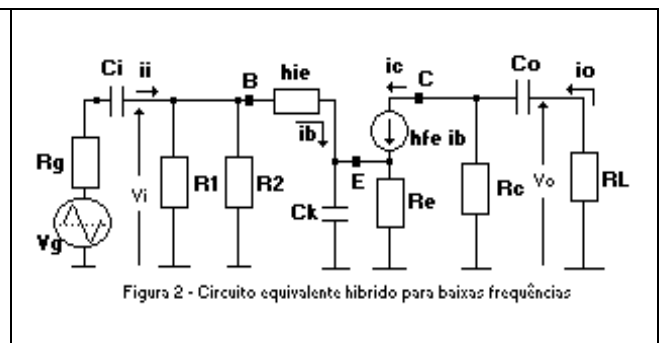 Ci ii B hie ic C Co io
ib hfe ib
Rg Vi R1 R2 E Rc Vo RL
Ck Re
Vg
Figura 2 - Circuito equivalente hibrido para baixas frequências